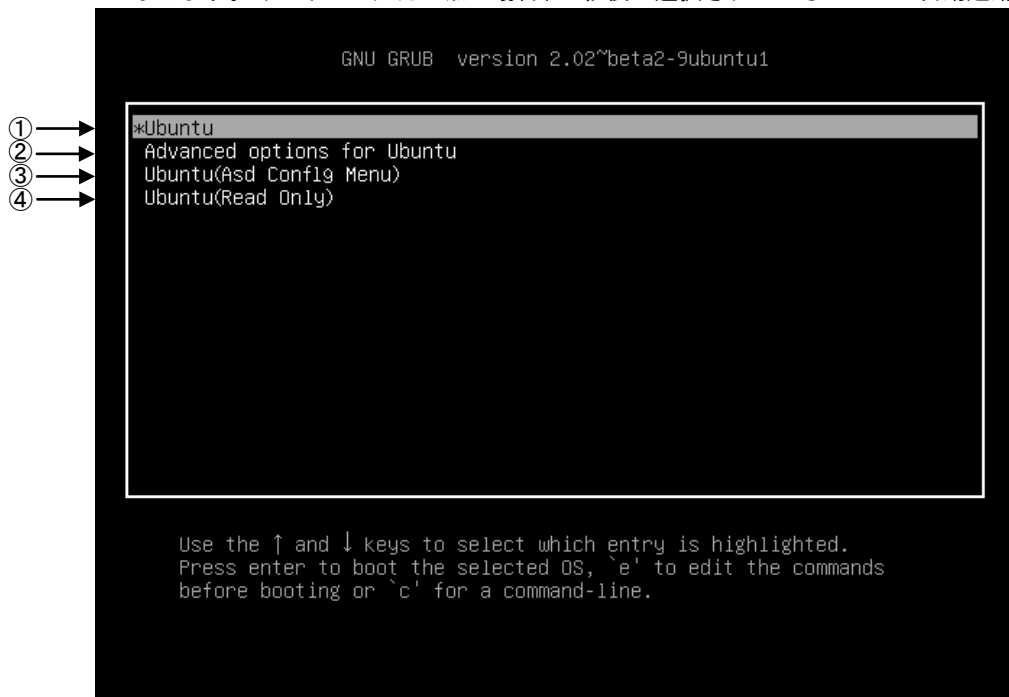 GNU GRUB version 2.02~beta2-9ubuntu1
① *Ubuntu
② Advanced options for Ubuntu
③ Ubuntu(Asd Conflg Menu)
④ Ubuntu(Read Only)
Use the ↑ and ↓ keys to select which entry is highlighted.
Press enter to boot the selected OS, `e' to edit the commands
before booting or `c' for a command-line.